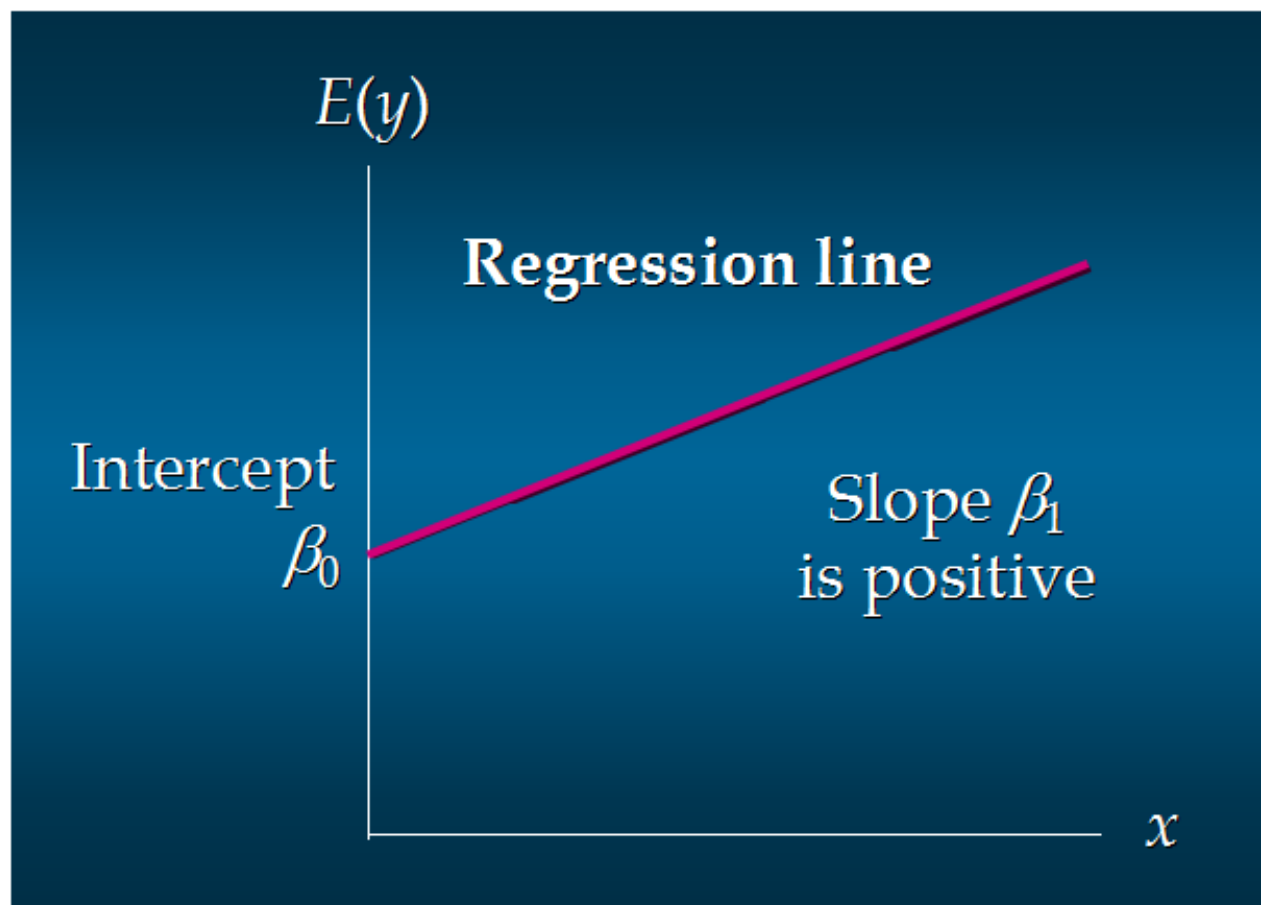 E(y)
Regression line
Intercept
β₀
Slope β₁
is positive
x